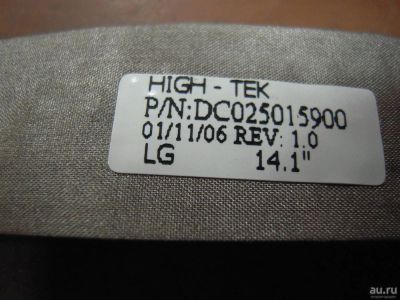 HIGH - TEK
P/N:DC025015900
01/11/06 REV: 1.0
LG 14.1"
au.ru